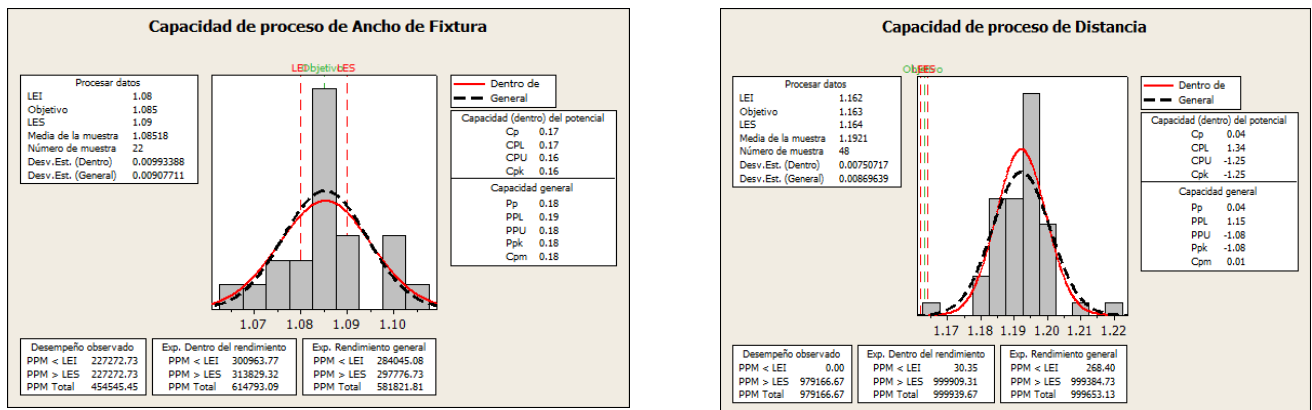 Capacidad de proceso de Ancho de Fixtura
LEI Objetivo LES
Procesar datos
LEI 1.08
Objetivo 1.085
LES 1.09
Media de la muestra 1.08518
Número de muestra 22
Desv.Est. (Dentro) 0.00993388
Desv.Est. (General) 0.00907711
Dentro de
General
Capacidad (dentro) del potencial
Cp 0.17
CPL 0.17
CPU 0.16
Cpk 0.16
Capacidad general
Pp 0.18
PPL 0.19
PPU 0.18
Ppk 0.18
Cpm 0.18
1.07 1.08 1.09 1.10
Desempeño observado
PPM < LEI 227272.73
PPM > LES 227272.73
PPM Total 454545.45
Exp. Dentro del rendimiento
PPM < LEI 300963.77
PPM > LES 313829.32
PPM Total 614793.09
Exp. Rendimiento general
PPM < LEI 284045.08
PPM > LES 297776.73
PPM Total 581821.81
Capacidad de proceso de Distancia
Procesar datos
LEI 1.162
Objetivo 1.163
LES 1.164
Media de la muestra 1.1921
Número de muestra 48
Desv.Est. (Dentro) 0.00750717
Desv.Est. (General) 0.00869639
Dentro de
General
Capacidad (dentro) del potencial
Cp 0.04
CPL 1.34
CPU -1.25
Cpk -1.25
Capacidad general
Pp 0.04
PPL 1.15
PPU -1.08
Ppk -1.08
Cpm 0.01
1.17 1.18 1.19 1.20 1.21 1.22
Desempeño observado
PPM < LEI 0.00
PPM > LES 979166.67
PPM Total 979166.67
Exp. Dentro del rendimiento
PPM < LEI 30.35
PPM > LES 999909.31
PPM Total 999939.67
Exp. Rendimiento general
PPM < LEI 268.40
PPM > LES 999384.73
PPM Total 999653.13